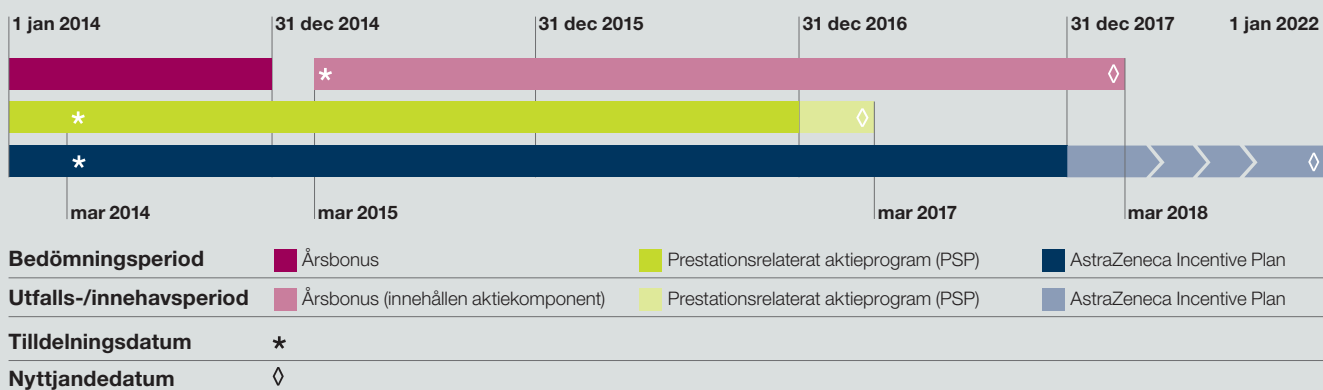 1 jan 2014 31 dec 2014 31 dec 2015 31 dec 2016 31 dec 2017 1 jan 2022
mar 2014 mar 2015 mar 2017 mar 2018
Bedömningsperiod Årsbonus Prestationsrelaterat aktieprogram (PSP) AstraZeneca Incentive Plan
Utfalls-/innehavsperiod Årsbonus (innehållen aktiekomponent) Prestationsrelaterat aktieprogram (PSP) AstraZeneca Incentive Plan
Tilldelningsdatum *
Nyttjandedatum ◊